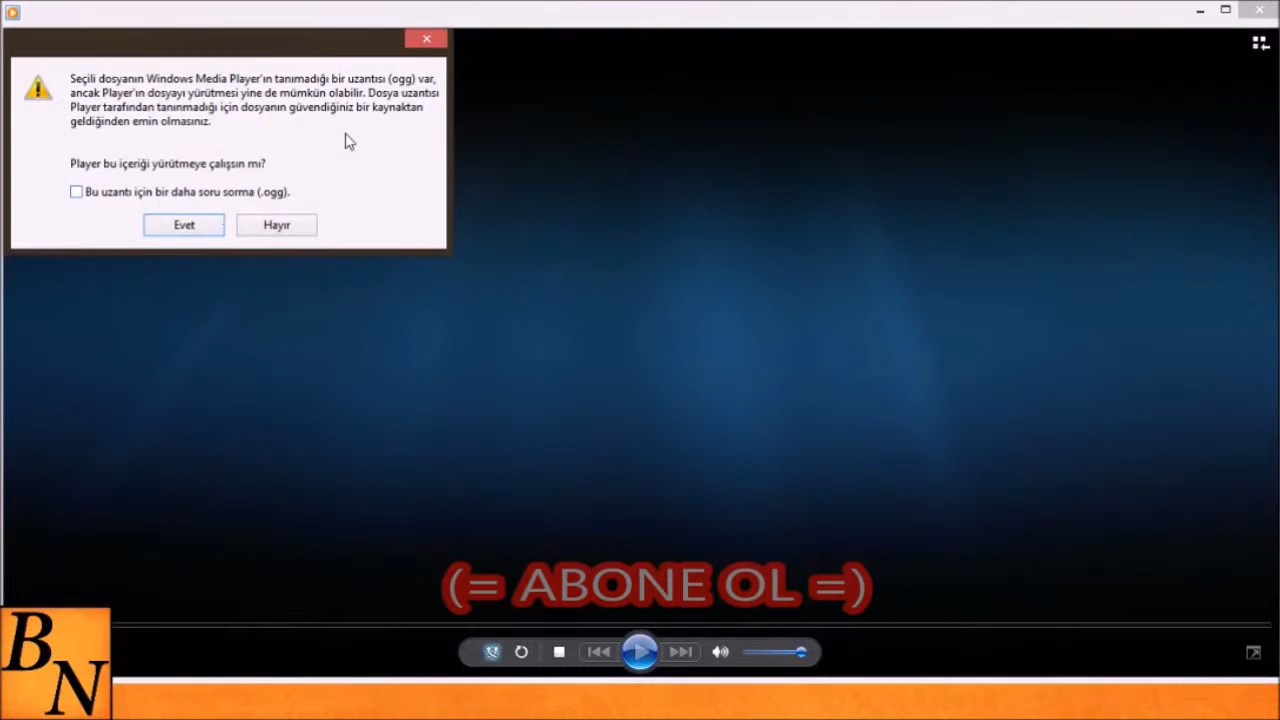 Seçili dosyanın Windows Media Player'ın tanımadığı bir uzantısı (ogg) var,
ancak Player'ın dosyayı yürütmesi yine de mümkün olabilir. Dosya uzantısı
Player tarafından tanınmadığı için dosyanın güvendiğiniz bir kaynaktan
geldiğinden emin olmasınız.
Player bu içeriği yürütmeye çalışsın mı?
Bu uzantı için bir daha soru sorma (.ogg).
Evet
Hayır
(= ABONE OL =)
BN